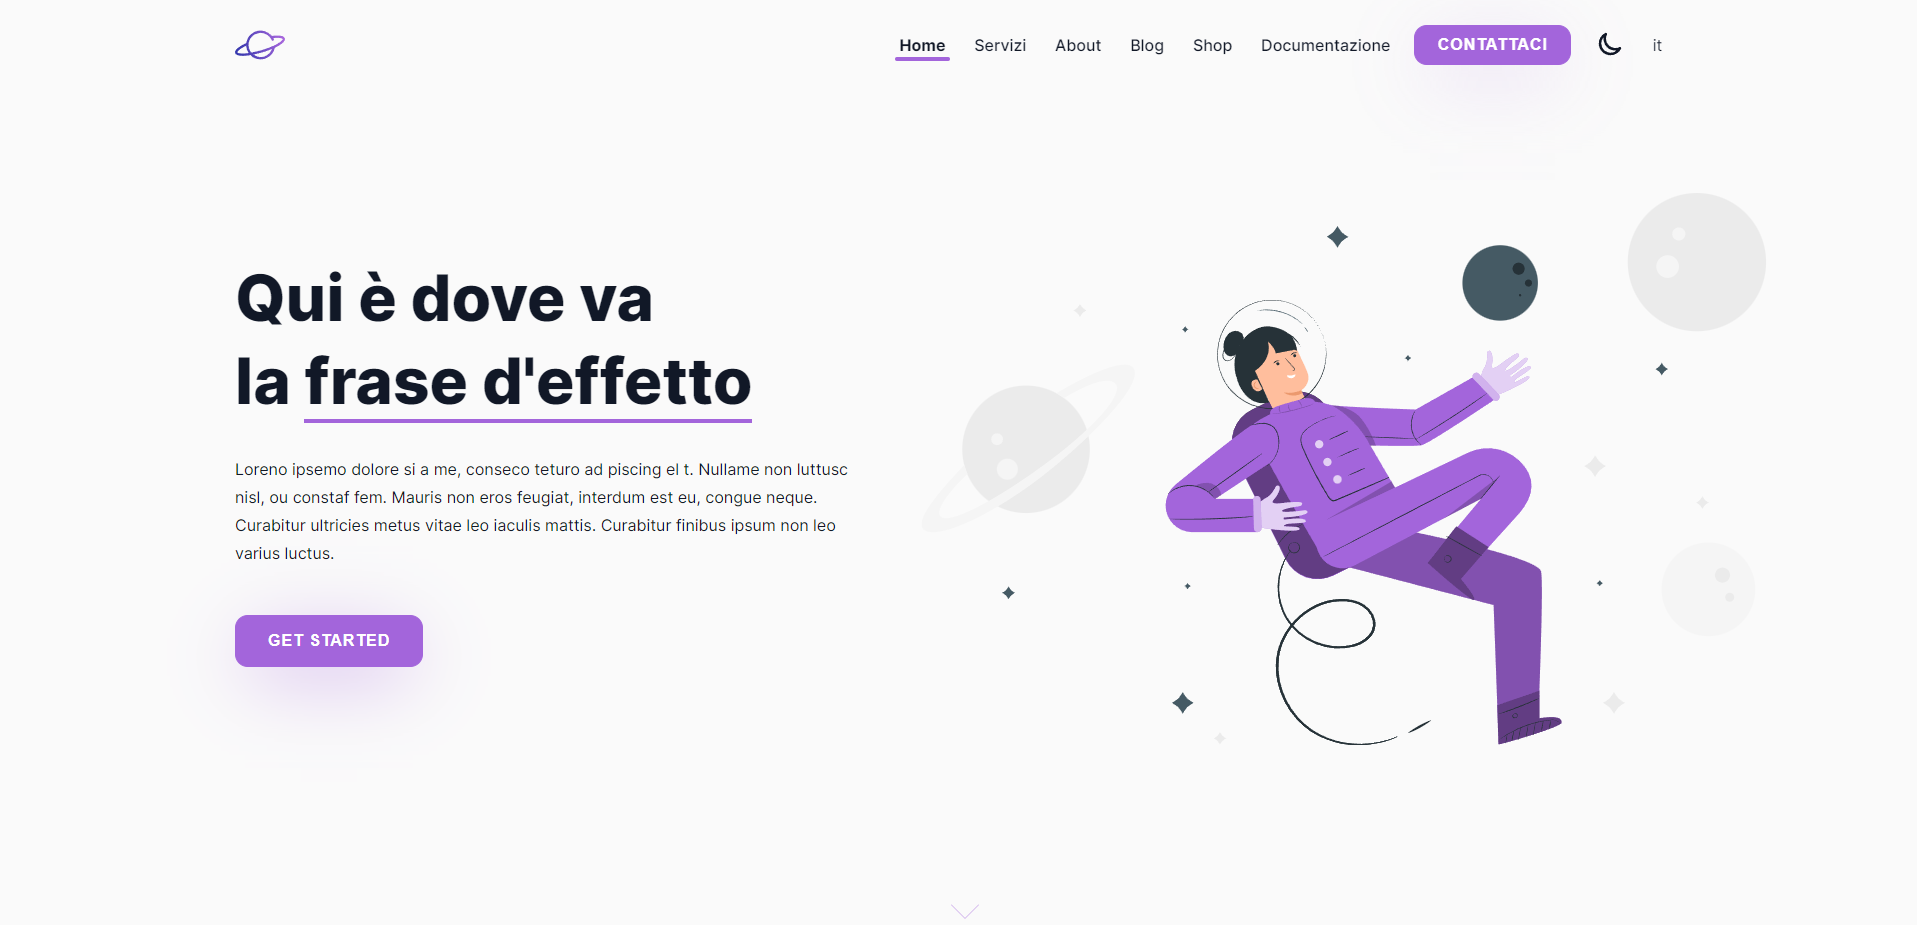 Home Servizi About Blog Shop Documentazione CONTATTACI it
Qui è dove va
la frase d'effetto
Loreno ipsemo dolore si a me, conseco teturo ad piscing el t. Nullame non luttusc
nisl, ou constaf fem. Mauris non eros feugiat, interdum est eu, congue neque.
Curabitur ultricies metus vitae leo iaculis mattis. Curabitur finibus ipsum non leo
varius luctus.
GET STARTED